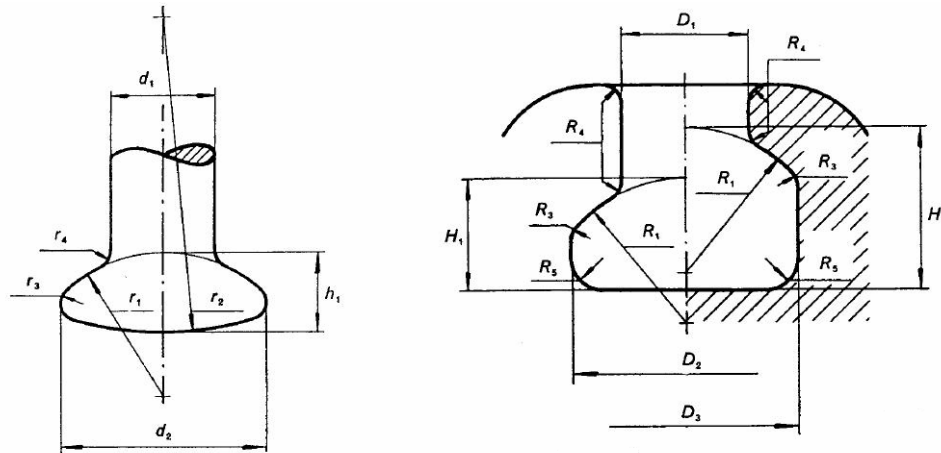 d₁
r₄
r₃
r₁
r₂
h₁
d₂
D₁
R₄
R₄
R₃
R₁
H
H₁
R₃
R₁
R₅
R₅
D₂
D₃